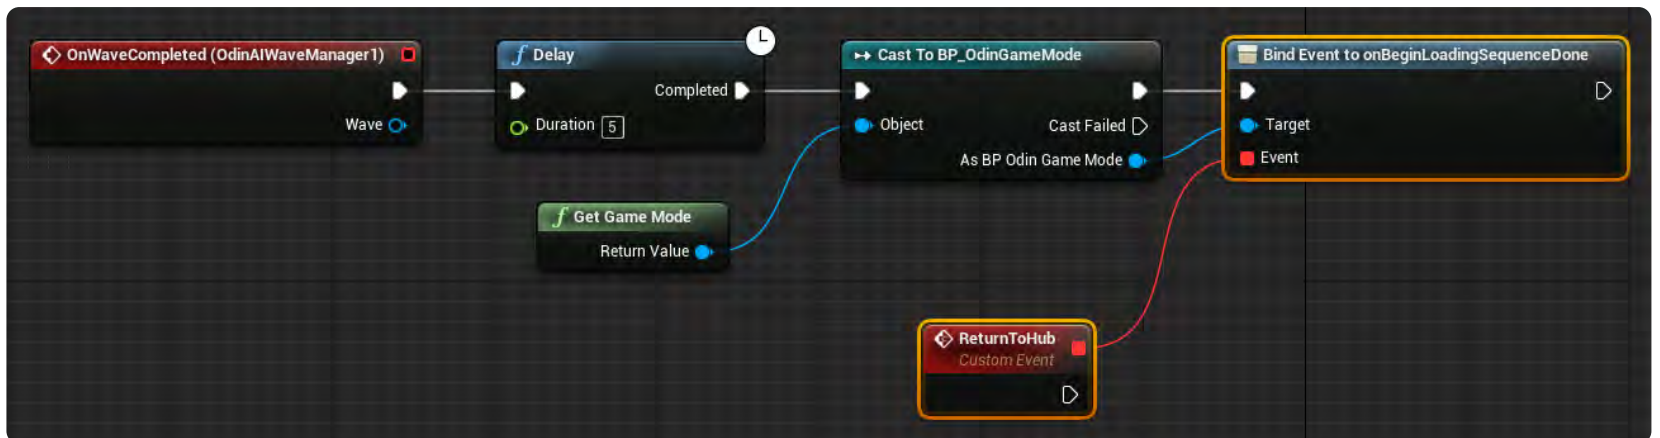 OnWaveCompleted (OdinAIWaveManager1)
Wave
f Delay
Completed
Duration 5
f Get Game Mode
Return Value
Cast To BP_OdinGameMode
Object
Cast Failed
As BP Odin Game Mode
Bind Event to onBeginLoadingSequenceDone
Target
Event
ReturnToHub
Custom Event